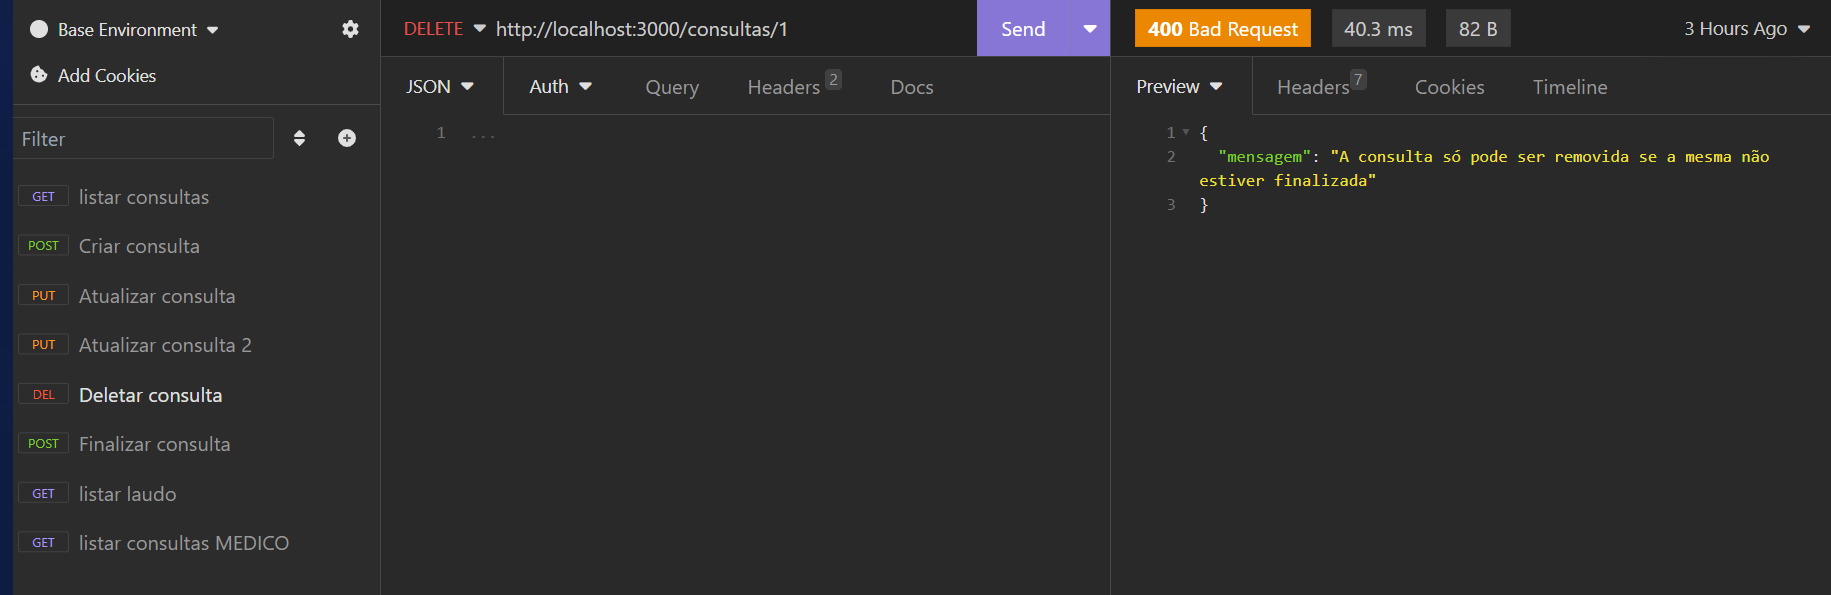 Base Environment
Add Cookies
Filter
GET listar consultas
POST Criar consulta
PUT Atualizar consulta
PUT Atualizar consulta 2
DEL Deletar consulta
POST Finalizar consulta
GET listar laudo
GET listar consultas MEDICO
DELETE http://localhost:3000/consultas/1 Send
JSON Auth Query Headers 2 Docs
1 ...
400 Bad Request 40.3 ms 82 B 3 Hours Ago
Preview Headers 7 Cookies Timeline
1 {
2 "mensagem": "A consulta só pode ser removida se a mesma não
estiver finalizada"
3 }